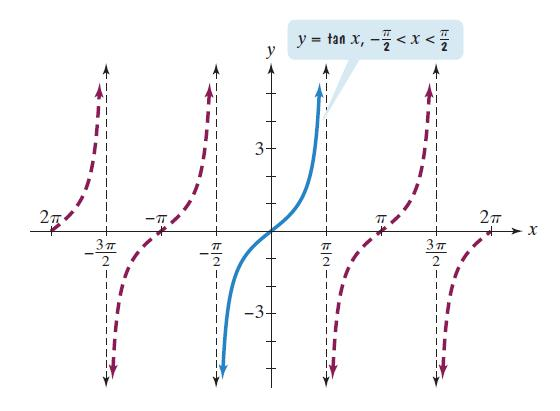 y = tan x, −π/2 < x < π/2
y
3
2π
−π
π
2π
x
−3π/2
−π/2
π/2
3π/2
−3